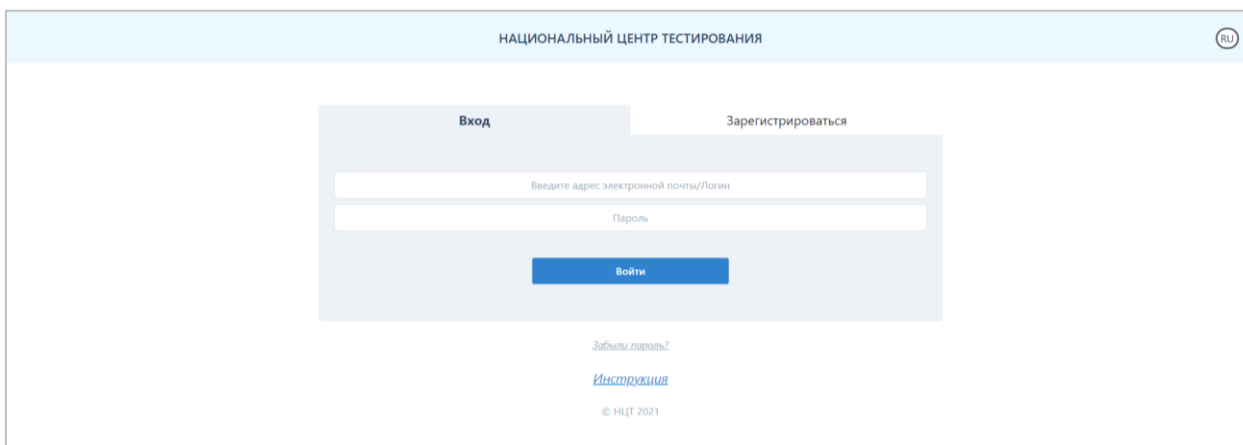 НАЦИОНАЛЬНЫЙ ЦЕНТР ТЕСТИРОВАНИЯ
RU
Вход
Зарегистрироваться
Введите адрес электронной почты/Логин
Пароль
Войти
Забыли пароль?
Инструкция
© НЦТ 2021